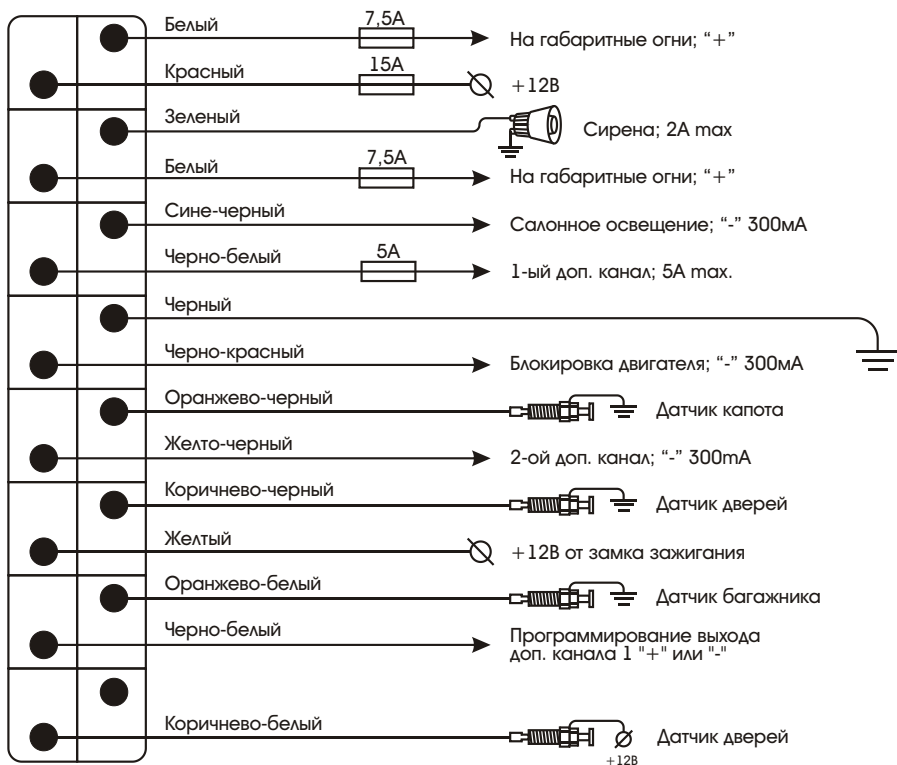 Белый 7,5А На габаритные огни; “+”
Красный 15А +12В
Зеленый Сирена; 2А max
Белый 7,5А На габаритные огни; “+”
Сине-черный Салонное освещение; “-” 300мА
Черно-белый 5А 1-ый доп. канал; 5А max.
Черный
Черно-красный Блокировка двигателя; “-” 300мА
Оранжево-черный Датчик капота
Желто-черный 2-ой доп. канал; “-” 300mA
Коричнево-черный Датчик дверей
Желтый +12В от замка зажигания
Оранжево-белый Датчик багажника
Черно-белый Программирование выхода
доп. канала 1 "+" или "-"
Коричнево-белый Датчик дверей
+12В